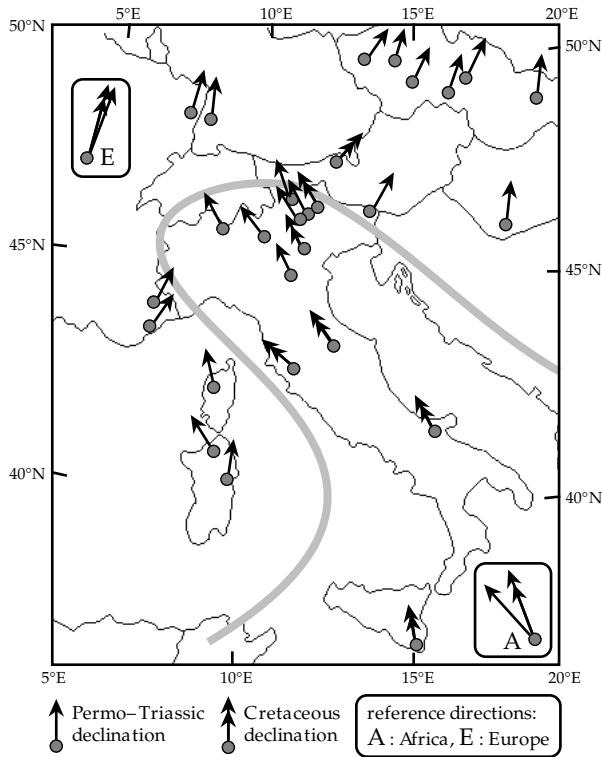 5°E 10°E 15°E 20°E
50°N 50°N
E
45°N 45°N
40°N 40°N
A
5°E 10°E 15°E 20°E
Permo–Triassic declination
Cretaceous declination
reference directions:
A : Africa, E : Europe